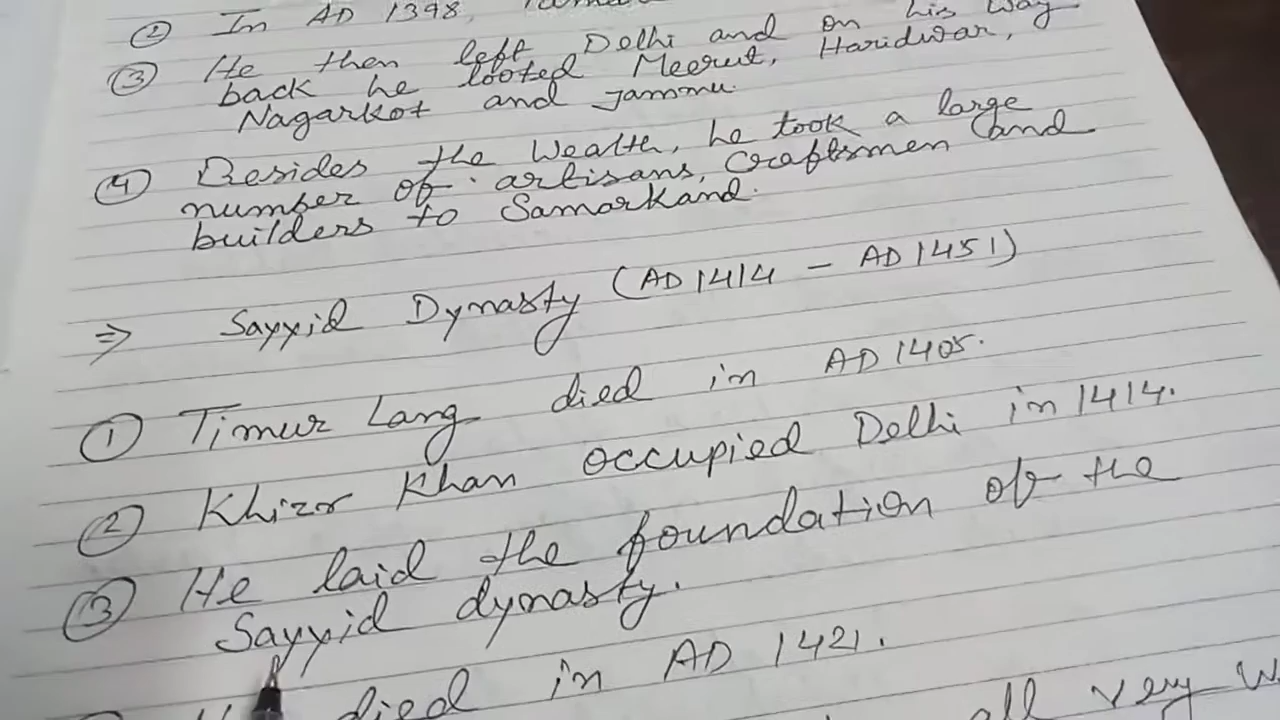 ② In AD 1398,
③ He then left Delhi and on his way
back he looted Meerut, Haridwar,
Nagarkot and Jammu.
④ Besides the Wealth, he took a large
number of artisans, Craftsmen and
builders to Samarkand.
⇒ Sayyid Dynasty (AD 1414 - AD 1451)
① Timur Lang died in AD 1405.
② Khizr Khan occupied Delhi in 1414.
③ He laid the foundation of the
Sayyid dynasty.
died in AD 1421.
all very